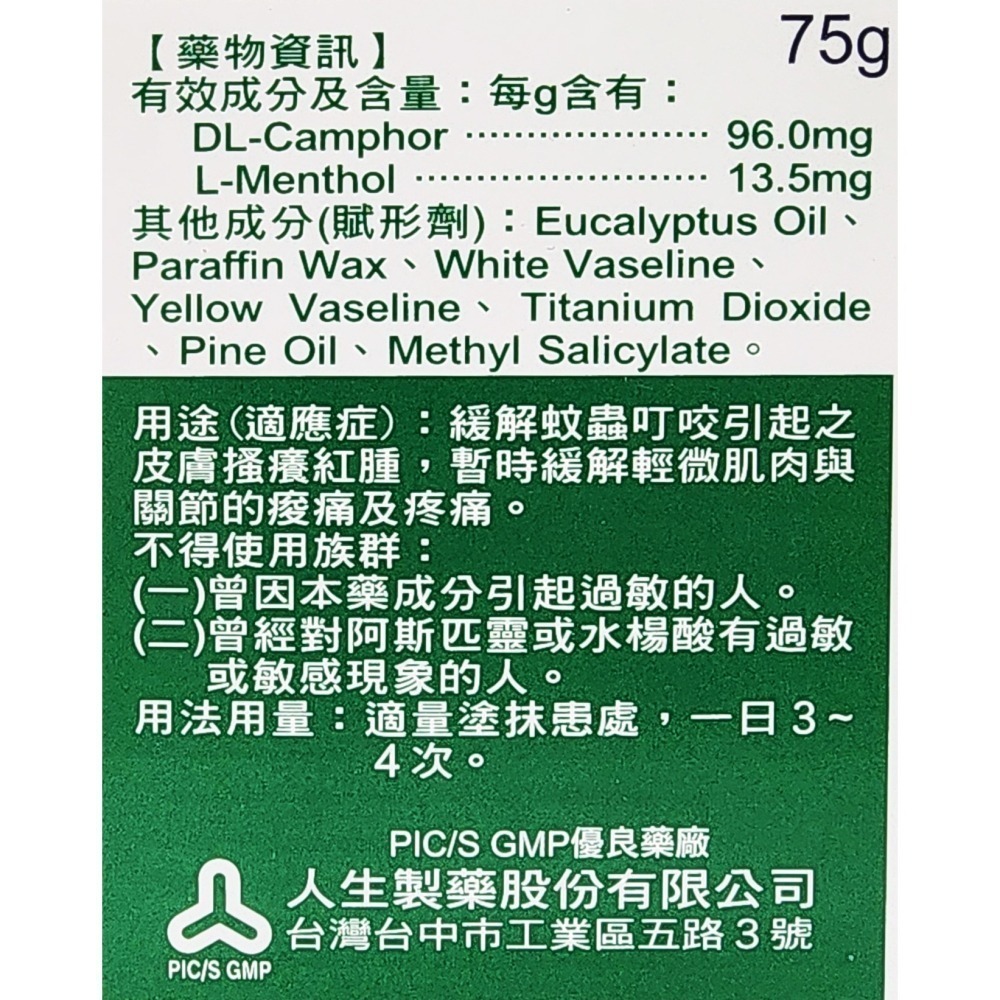 75g
【藥物資訊】
有效成分及含量：每g含有：
DL-Camphor ························ 96.0mg
L-Menthol ····························· 13.5mg
其他成分(賦形劑)：Eucalyptus Oil、
Paraffin Wax、White Vaseline、
Yellow Vaseline、Titanium Dioxide
、Pine Oil、Methyl Salicylate。
用途（適應症）：緩解蚊蟲叮咬引起之
皮膚搔癢紅腫，暫時緩解輕微肌肉與
關節的痠痛及疼痛。
不得使用族群：
(一)曾因本藥成分引起過敏的人。
(二)曾經對阿斯匹靈或水楊酸有過敏
或敏感現象的人。
用法用量：適量塗抹患處，一日3~
4次。
PIC/S GMP優良藥廠
人生製藥股份有限公司
台灣台中市工業區五路3號
PIC/S GMP